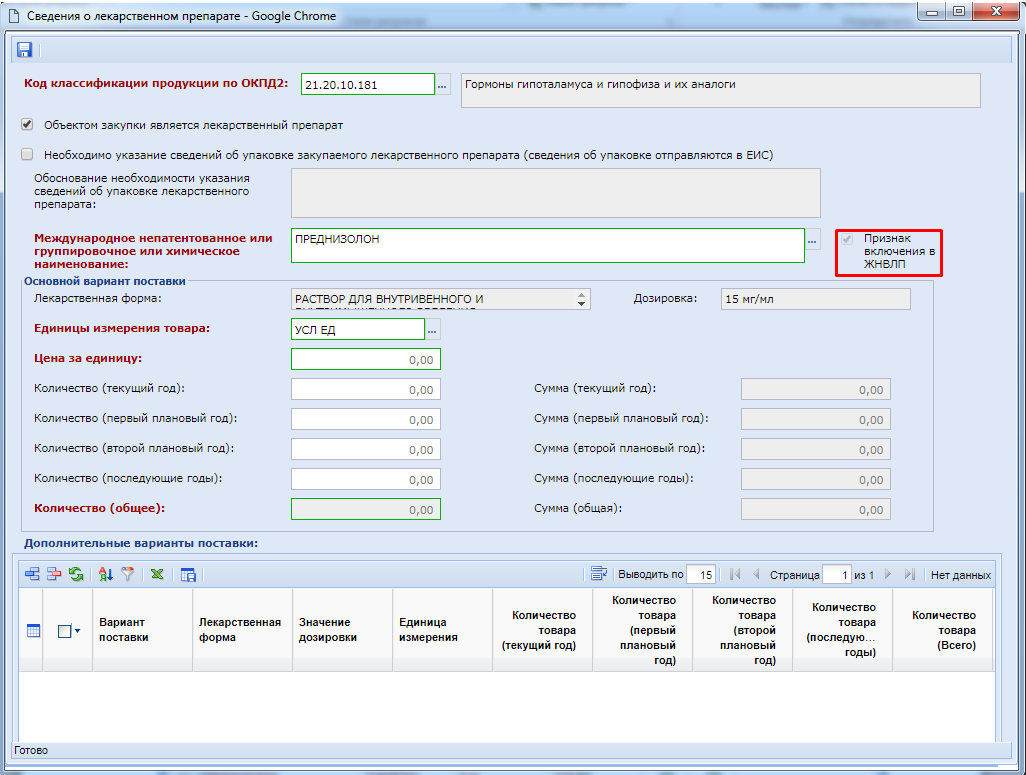 Сведения о лекарственном препарате - Google Chrome
Код классификации продукции по ОКПД2:
21.20.10.181
...
Гормоны гипоталамуса и гипофиза и их аналоги
Объектом закупки является лекарственный препарат
Необходимо указание сведений об упаковке закупаемого лекарственного препарата (сведения об упаковке отправляются в ЕИС)
Обоснование необходимости указания
сведений об упаковке лекарственного
препарата:
Международное непатентованное или
группировочное или химическое
наименование:
ПРЕДНИЗОЛОН
...
Признак
включения в
ЖНВЛП
Основной вариант поставки
Лекарственная форма:
РАСТВОР ДЛЯ ВНУТРИВЕННОГО И
Дозировка:
15 мг/мл
Единицы измерения товара:
УСЛ ЕД
...
Цена за единицу:
0,00
Количество (текущий год):
0,00
Сумма (текущий год):
0,00
Количество (первый плановый год):
0,00
Сумма (первый плановый год):
0,00
Количество (второй плановый год):
0,00
Сумма (второй плановый год):
0,00
Количество (последующие годы):
0,00
Сумма (последующие годы):
0,00
Количество (общее):
0,00
Сумма (общая):
0,00
Дополнительные варианты поставки:
Выводить по
15
Страница
1
из 1
Нет данных
Вариант
поставки
Лекарственная
форма
Значение
дозировки
Единица
измерения
Количество
товара
(текущий год)
Количество
товара
(первый
плановый
год)
Количество
товара
(второй
плановый
год)
Количество
товара
(последую...
годы)
Количество
товара
(Всего)
Готово